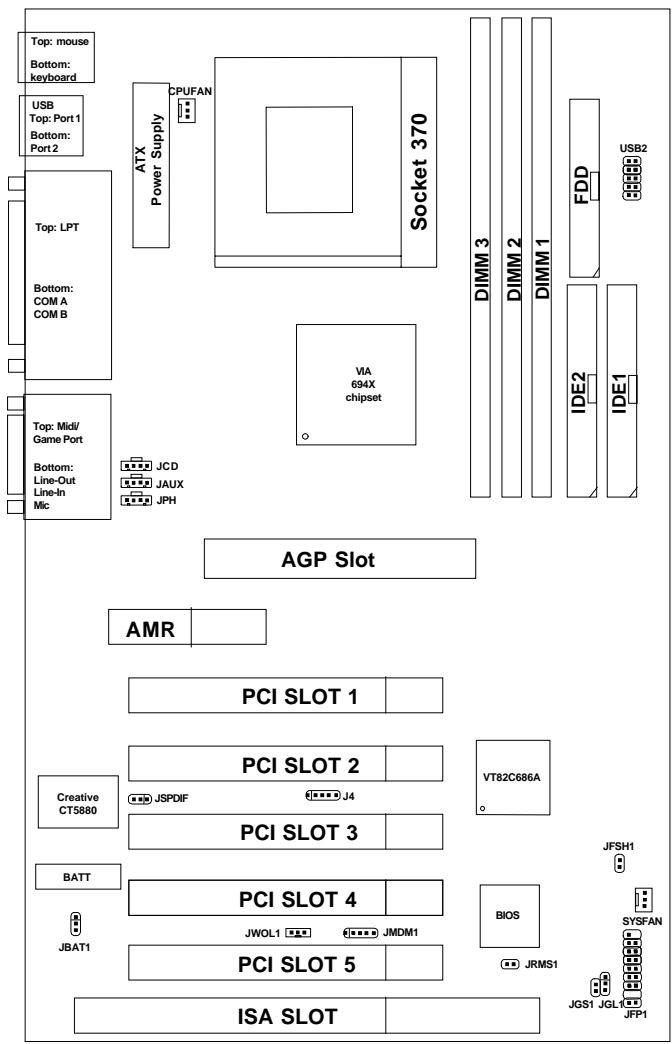 Top: mouse
Bottom:
keyboard
USB
Top: Port 1
Bottom:
Port 2
CPUFAN
ATX
Power Supply
Socket 370
DIMM 3
DIMM 2
DIMM 1
FDD
USB2
Top: LPT
Bottom:
COM A
COM B
VIA
694X
chipset
IDE2
IDE1
Top: Midi/
Game Port
Bottom:
Line-Out
Line-In
Mic
JCD
JAUX
JPH
AGP Slot
AMR
PCI SLOT 1
PCI SLOT 2
VT82C686A
Creative
CT5880
JSPDIF
J4
PCI SLOT 3
JFSH1
BATT
PCI SLOT 4
BIOS
SYSFAN
JBAT1
JWOL1
JMDM1
PCI SLOT 5
JRMS1
JGS1
JGL1
JFP1
ISA SLOT